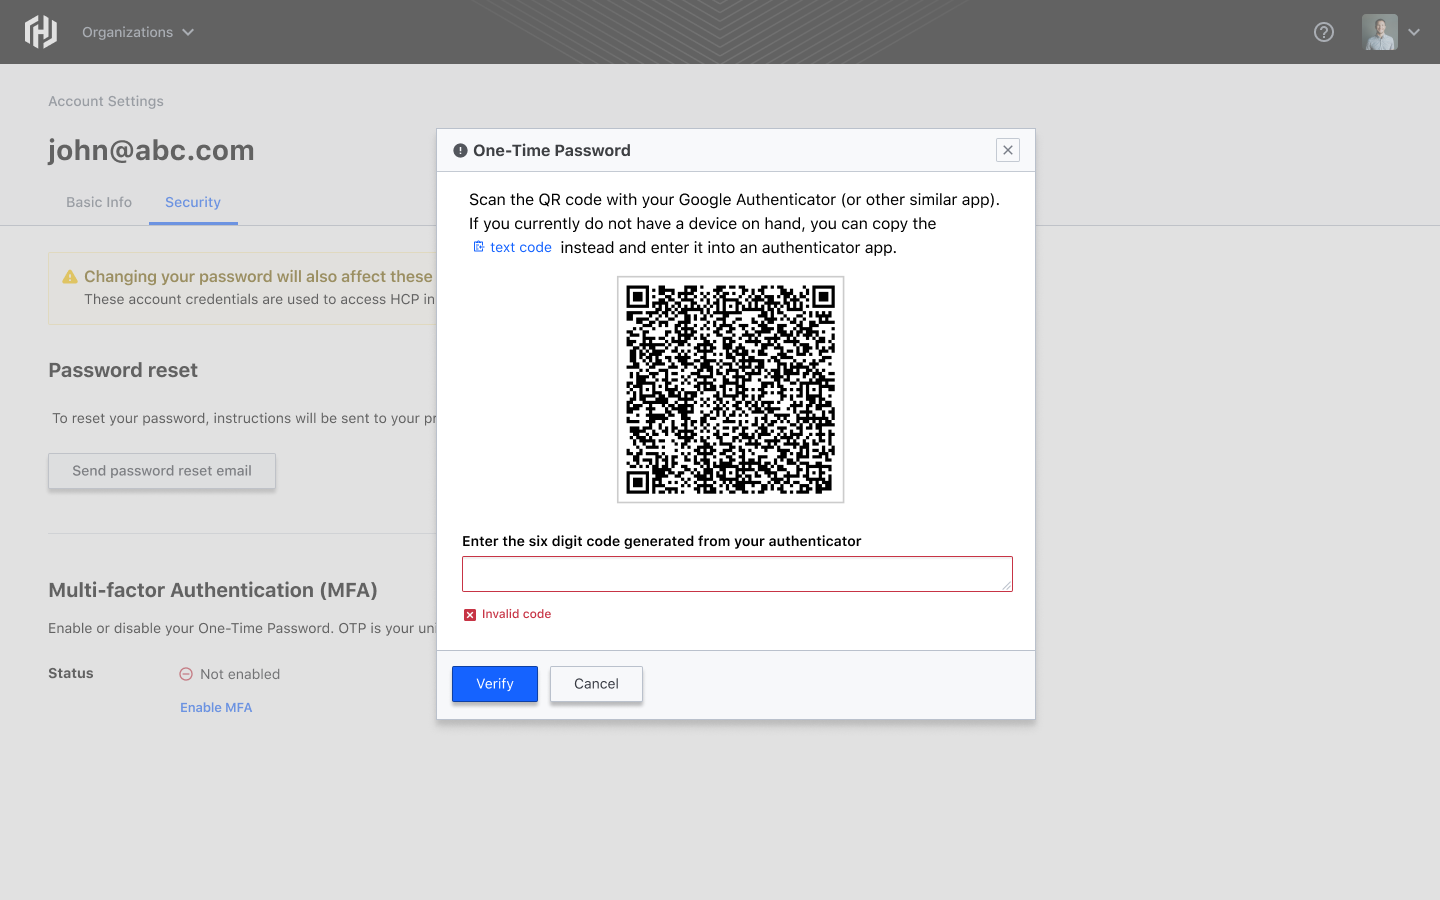 Organizations
Account Settings
john@abc.com
Basic Info
Security
Changing your password will also affect these
These account credentials are used to access HCP in
Password reset
To reset your password, instructions will be sent to your pr
Send password reset email
Multi-factor Authentication (MFA)
Enable or disable your One-Time Password. OTP is your uni
Status
Not enabled
Enable MFA
One-Time Password
Scan the QR code with your Google Authenticator (or other similar app).
If you currently do not have a device on hand, you can copy the
text code instead and enter it into an authenticator app.
Enter the six digit code generated from your authenticator
Invalid code
Verify
Cancel